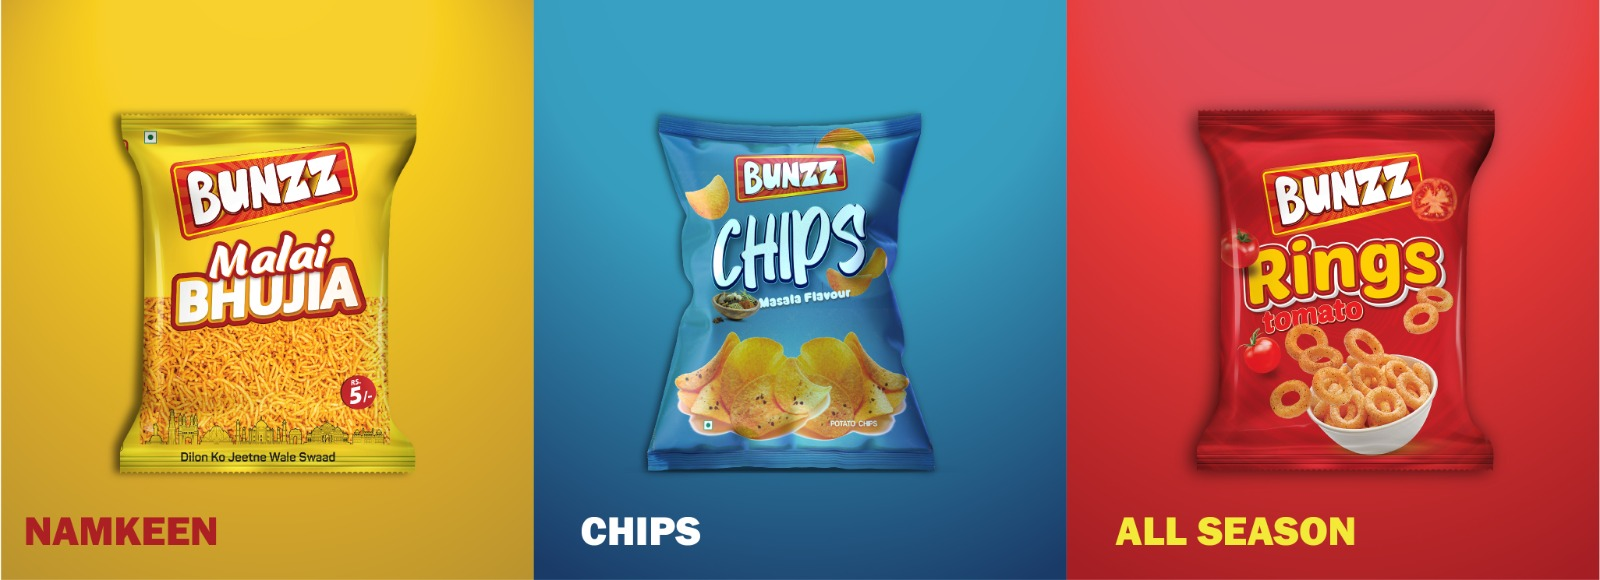 BUNZZ
Malai
BHUJIA
RS.
5/-
Dilon Ko Jeetne Wale Swaad
NAMKEEN
BUNZZ
CHIPS
Masala Flavour
POTATO CHIPS
CHIPS
BUNZZ
Rings
tomato
ALL SEASON